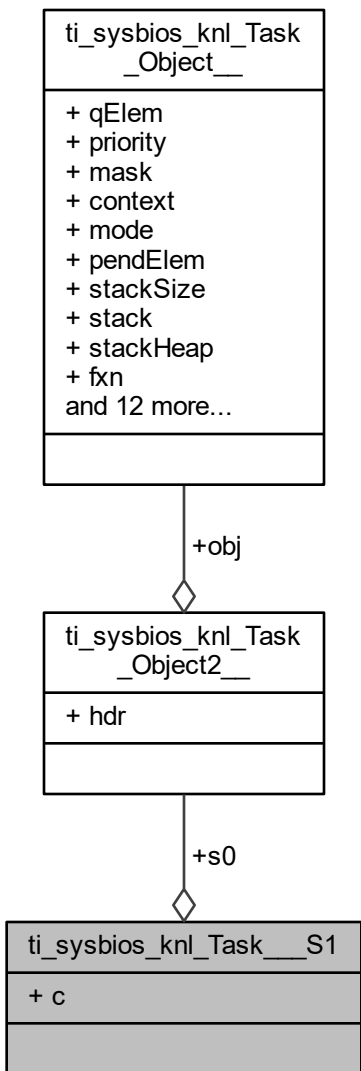 ti_sysbios_knl_Task
_Object__
+ qElem
+ priority
+ mask
+ context
+ mode
+ pendElem
+ stackSize
+ stack
+ stackHeap
+ fxn
and 12 more...
+obj
ti_sysbios_knl_Task
_Object2__
+ hdr
+s0
ti_sysbios_knl_Task___S1
+ c